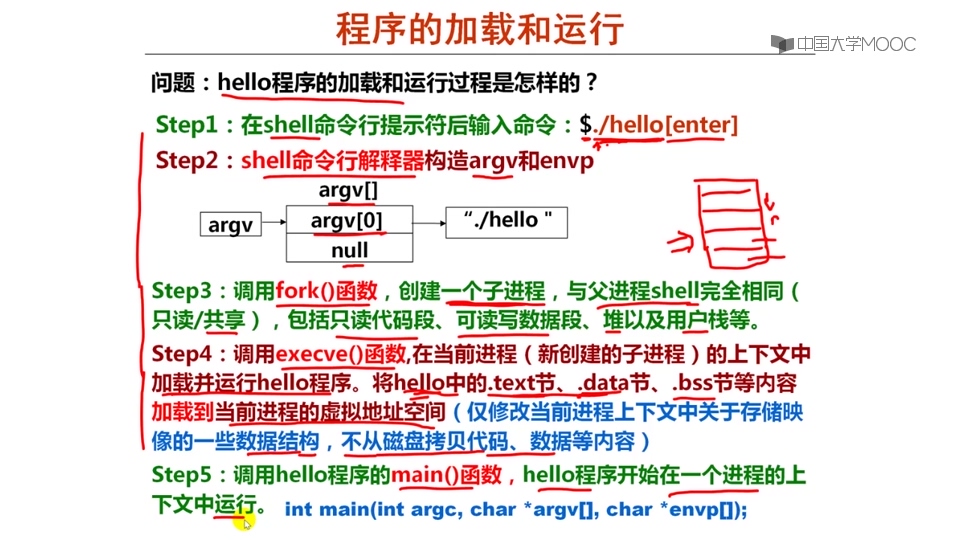 程序的加载和运行
中国大学MOOC
问题：hello程序的加载和运行过程是怎样的？
Step1：在shell命令行提示符后输入命令：$./hello[enter]
Step2：shell命令行解释器构造argv和envp
argv[]
argv
argv[0]
“./hello "
null
Step3：调用fork()函数，创建一个子进程，与父进程shell完全相同（
只读/共享），包括只读代码段、可读写数据段、堆以及用户栈等。
Step4：调用execve()函数,在当前进程（新创建的子进程）的上下文中
加载并运行hello程序。将hello中的.text节、.data节、.bss节等内容
加载到当前进程的虚拟地址空间（仅修改当前进程上下文中关于存储映
像的一些数据结构，不从磁盘拷贝代码、数据等内容）
Step5：调用hello程序的main()函数，hello程序开始在一个进程的上
下文中运行。
int main(int argc, char *argv[], char *envp[]);